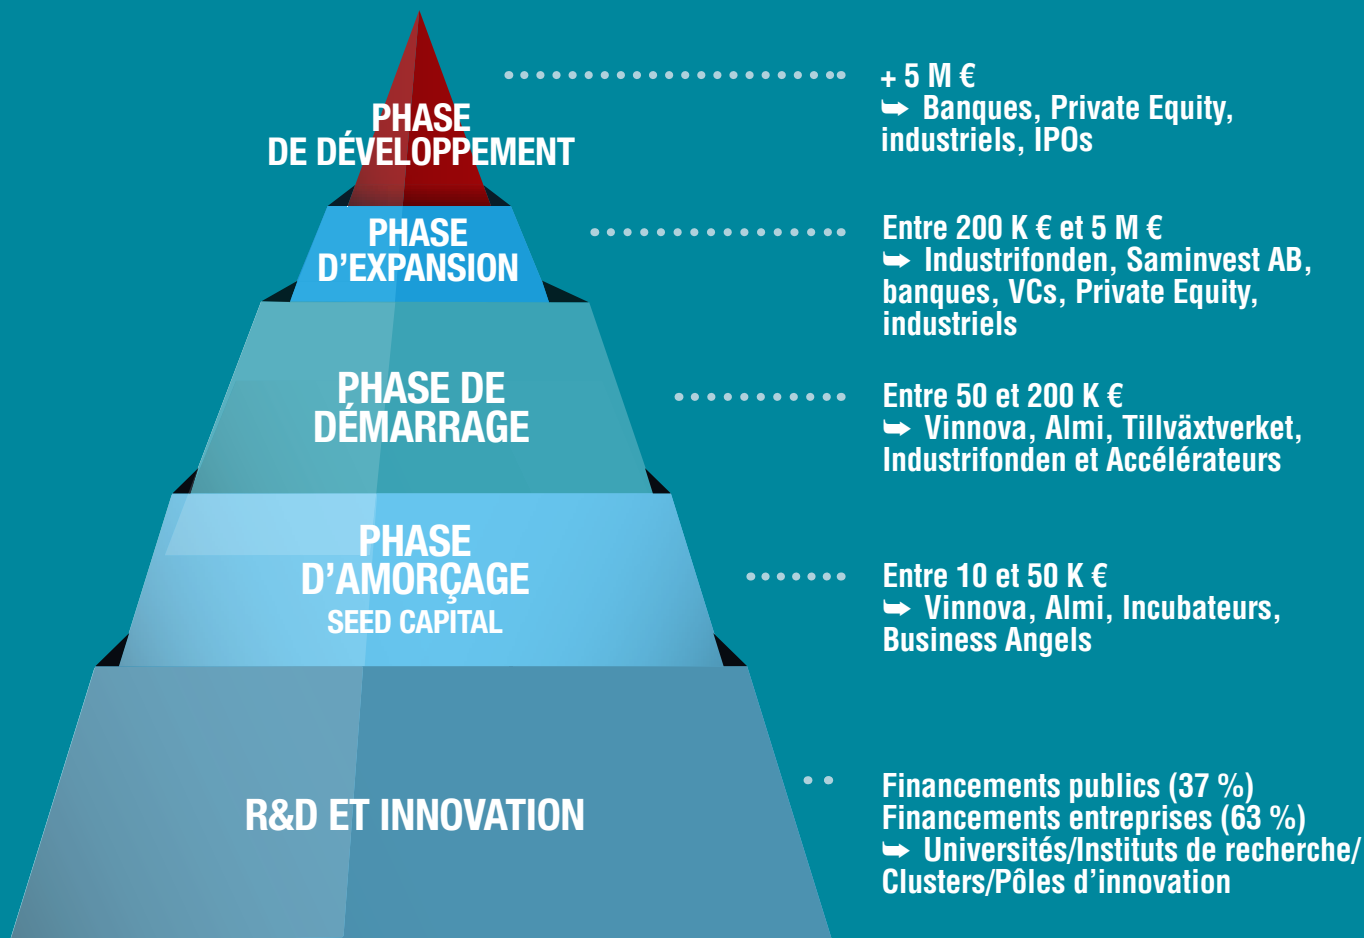 PHASE
DE DÉVELOPPEMENT
+ 5 M €
➥ Banques, Private Equity,
industriels, IPOs
PHASE
D’EXPANSION
Entre 200 K € et 5 M €
➥ Industrifonden, Saminvest AB,
banques, VCs, Private Equity,
industriels
PHASE DE
DÉMARRAGE
Entre 50 et 200 K €
➥ Vinnova, Almi, Tillväxtverket,
Industrifonden et Accélérateurs
PHASE
D’AMORÇAGE
SEED CAPITAL
Entre 10 et 50 K €
➥ Vinnova, Almi, Incubateurs,
Business Angels
R&D ET INNOVATION
Financements publics (37 %)
Financements entreprises (63 %)
➥ Universités/Instituts de recherche/
Clusters/Pôles d’innovation